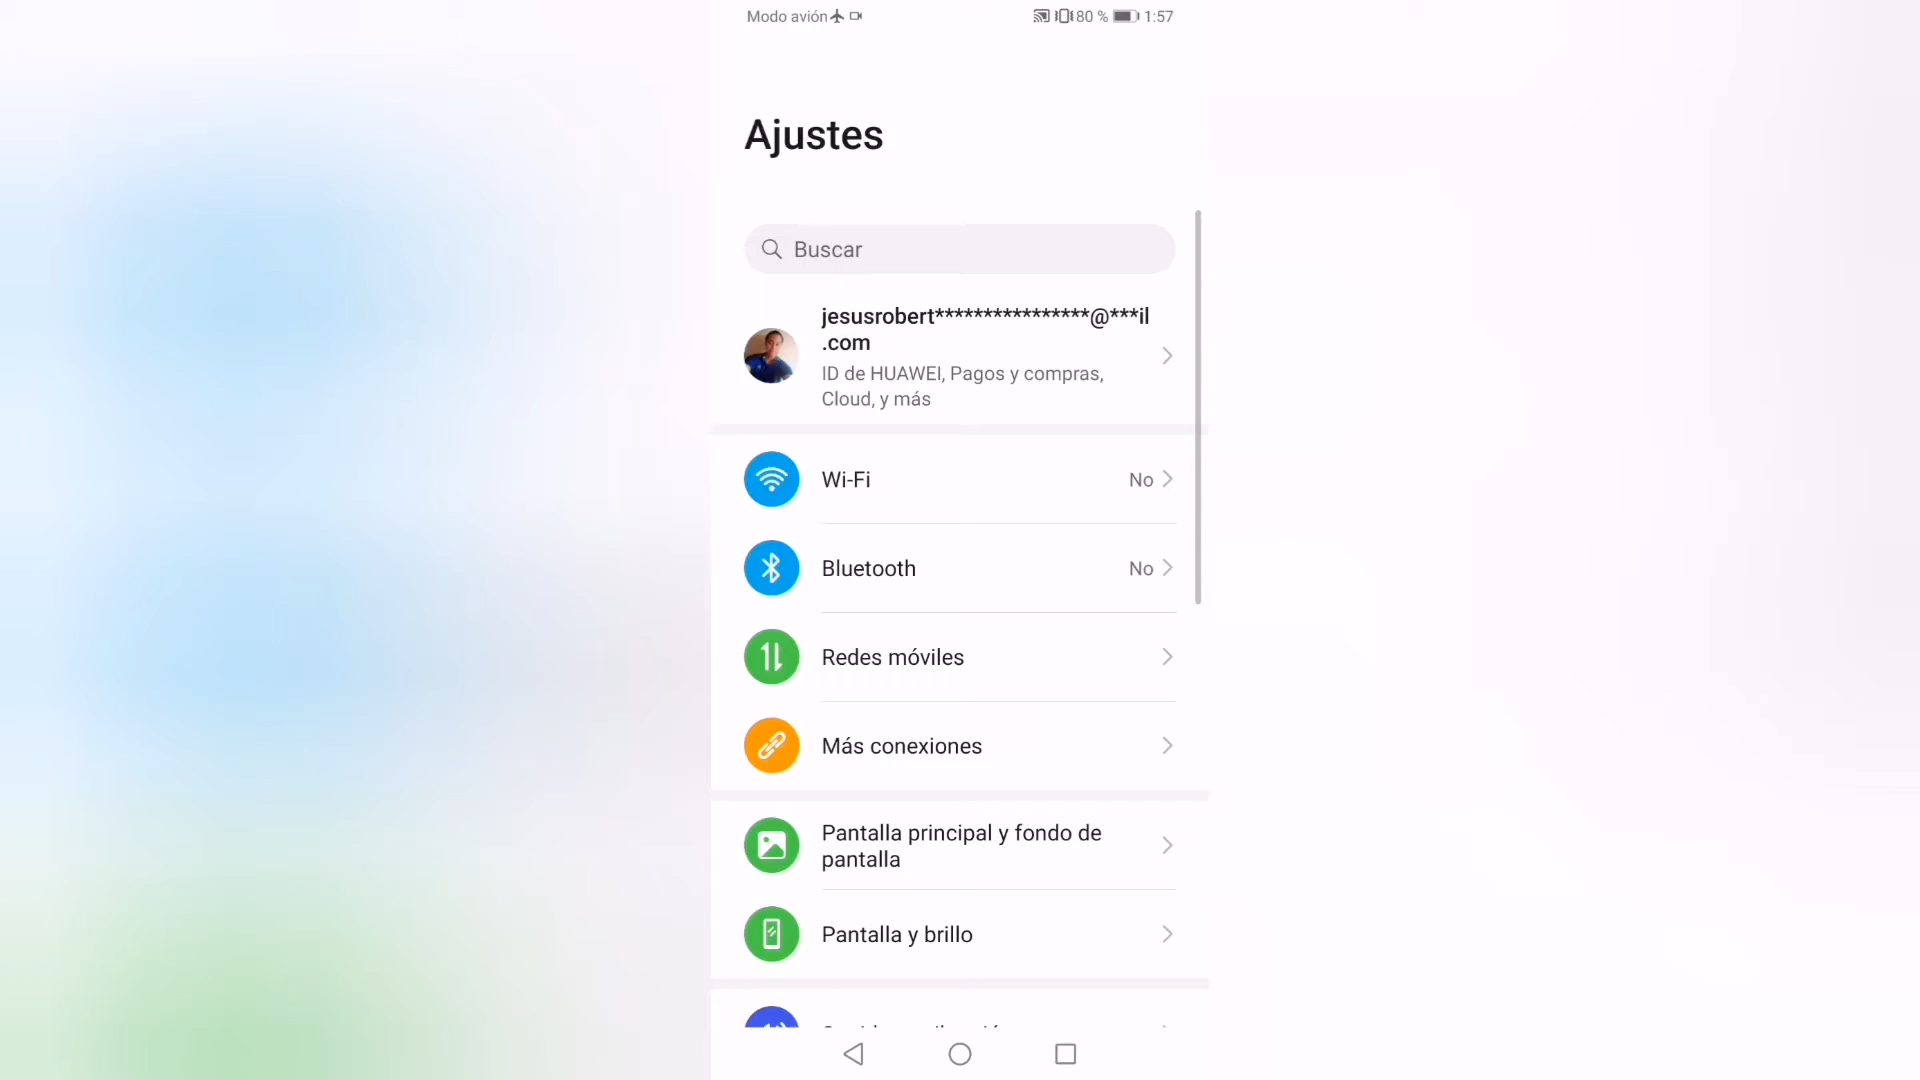 Modo avión
80 %
1:57
Ajustes
Buscar
jesusrobert****************@***il
.com
ID de HUAWEI, Pagos y compras,
Cloud, y más
Wi-Fi
No
Bluetooth
No
Redes móviles
Más conexiones
Pantalla principal y fondo de
pantalla
Pantalla y brillo